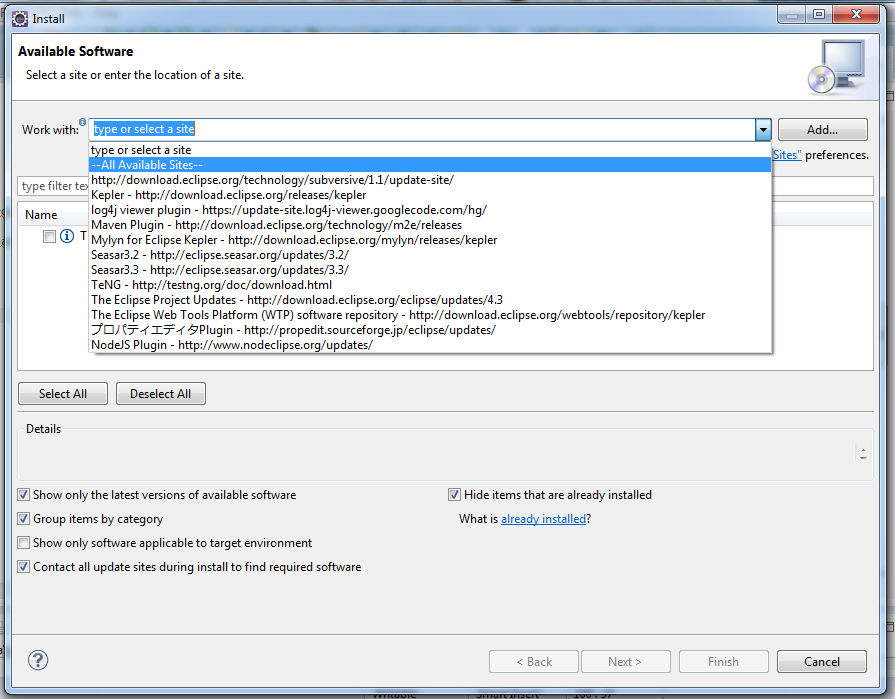 Install
Available Software
Select a site or enter the location of a site.
Work with:
type or select a site
Add...
type or select a site
--All Available Sites--
Sites" preferences.
http://download.eclipse.org/technology/subversive/1.1/update-site/
type filter tex
Kepler - http://download.eclipse.org/releases/kepler
log4j viewer plugin - https://update-site.log4j-viewer.googlecode.com/hg/
Name
Maven Plugin - http://download.eclipse.org/technology/m2e/releases
T
Mylyn for Eclipse Kepler - http://download.eclipse.org/mylyn/releases/kepler
Seasar3.2 - http://eclipse.seasar.org/updates/3.2/
Seasar3.3 - http://eclipse.seasar.org/updates/3.3/
TeNG - http://testng.org/doc/download.html
The Eclipse Project Updates - http://download.eclipse.org/eclipse/updates/4.3
The Eclipse Web Tools Platform (WTP) software repository - http://download.eclipse.org/webtools/repository/kepler
プロパティエディタPlugin - http://propedit.sourceforge.jp/eclipse/updates/
NodeJS Plugin - http://www.nodeclipse.org/updates/
Select All
Deselect All
Details
Show only the latest versions of available software
Hide items that are already installed
Group items by category
What is already installed?
Show only software applicable to target environment
Contact all update sites during install to find required software
< Back
Next >
Finish
Cancel